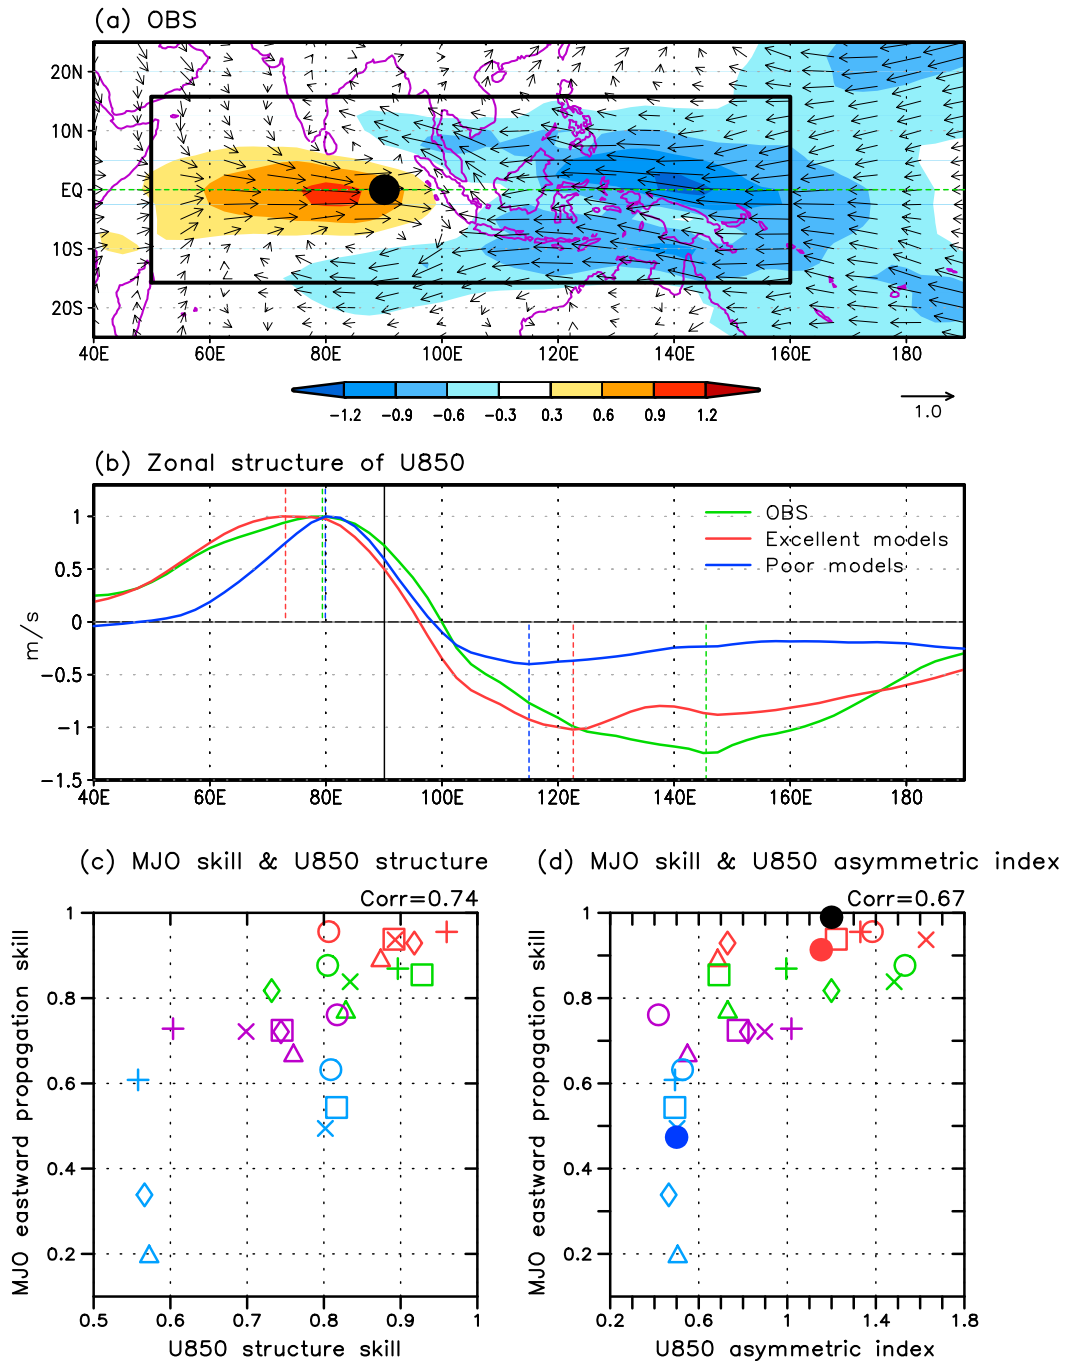 (a) OBS
20N
10N
EQ
10S
20S
40E 60E 80E 100E 120E 140E 160E 180
-1.2 -0.9 -0.6 -0.3 0.3 0.6 0.9 1.2
1.0
(b) Zonal structure of U850
m/s
1
0.5
0
-0.5
-1
-1.5
OBS
Excellent models
Poor models
40E 60E 80E 100E 120E 140E 160E 180
(c) MJO skill & U850 structure
Corr=0.74
MJO eastward propagation skill
1
0.8
0.6
0.4
0.2
0.5 0.6 0.7 0.8 0.9 1
U850 structure skill
(d) MJO skill & U850 asymmetric index
Corr=0.67
MJO eastward propagation skill
1
0.8
0.6
0.4
0.2
0.2 0.6 1 1.4 1.8
U850 asymmetric index